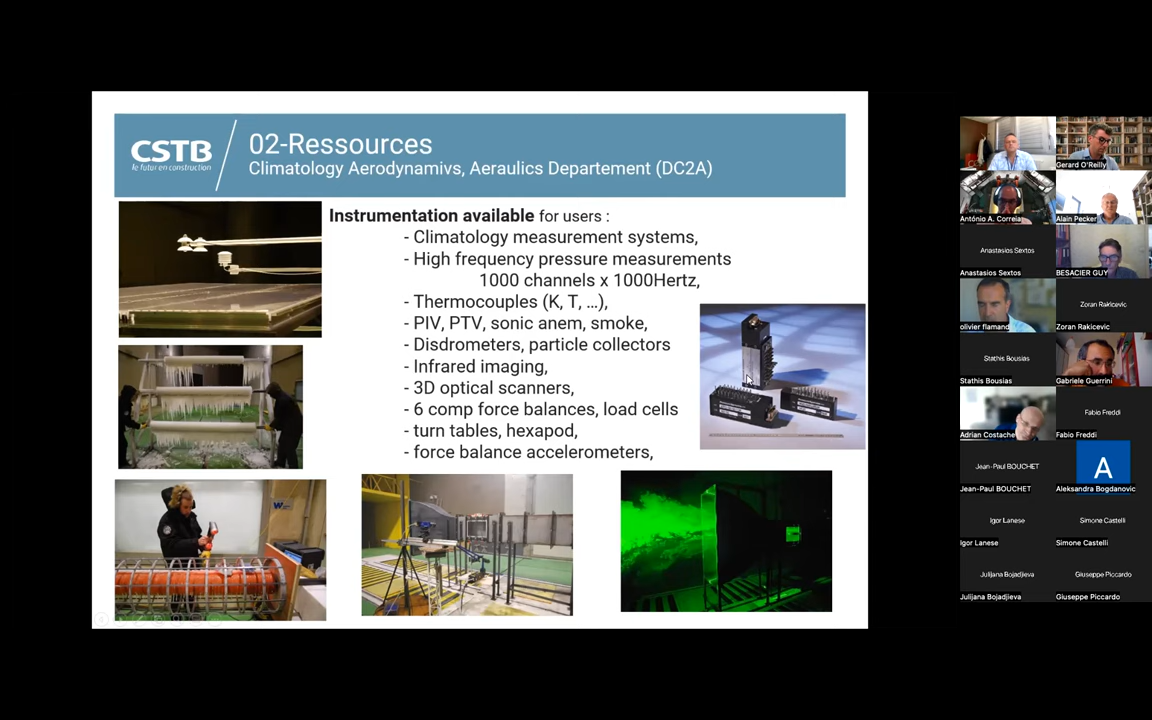 CSTB
le futur en construction
02-Ressources
Climatology Aerodynamivs, Aeraulics Departement (DC2A)
Instrumentation available for users :
- Climatology measurement systems,
- High frequency pressure measurements
1000 channels x 1000Hertz,
- Thermocouples (K, T, …),
- PIV, PTV, sonic anem, smoke,
- Disdrometers, particle collectors
- Infrared imaging,
- 3D optical scanners,
- 6 comp force balances, load cells
- turn tables, hexapod,
- force balance accelerometers,
Gerard O'Reilly
António A. Correia
Alain Pecker
Anastasios Sextos
Anastasios Sextos
BESACIER GUY
olivier flamand
Zoran Rakicevic
Zoran Rakicevic
Stathis Bousias
Stathis Bousias
Gabriele Guerrini
Adrian Costache
Fabio Freddi
Fabio Freddi
Jean-Paul BOUCHET
Jean-Paul BOUCHET
A
Aleksandra Bogdanovic
Igor Lanese
Igor Lanese
Simone Castelli
Simone Castelli
Julijana Bojadjieva
Julijana Bojadjieva
Giuseppe Piccardo
Giuseppe Piccardo